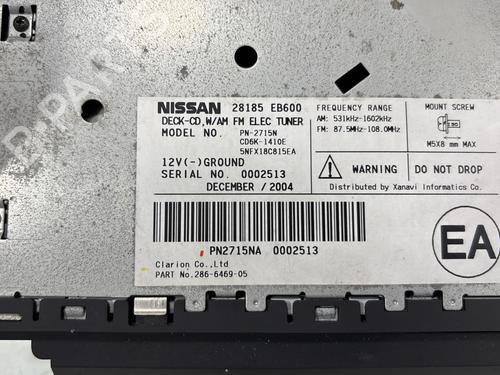 NISSAN 28185 EB600
DECK-CD,W/AM FM ELEC TUNER
MODEL NO. PN-2715N
CD6K-1410E
5NFX18C815EA
12V(-)GROUND
SERIAL NO. 0002513
DECEMBER / 2004
FREQUENCY RANGE
AM: 531kHz-1602kHz
FM: 87.5MHz-108.0MHz
MOUNT SCREW
M5X8 mm MAX
WARNING DO NOT DROP
Distributed by Xanavi Informatics Co.
PN2715NA 0002513
Clarion Co.,Ltd
PART No.286-6469-05
EA